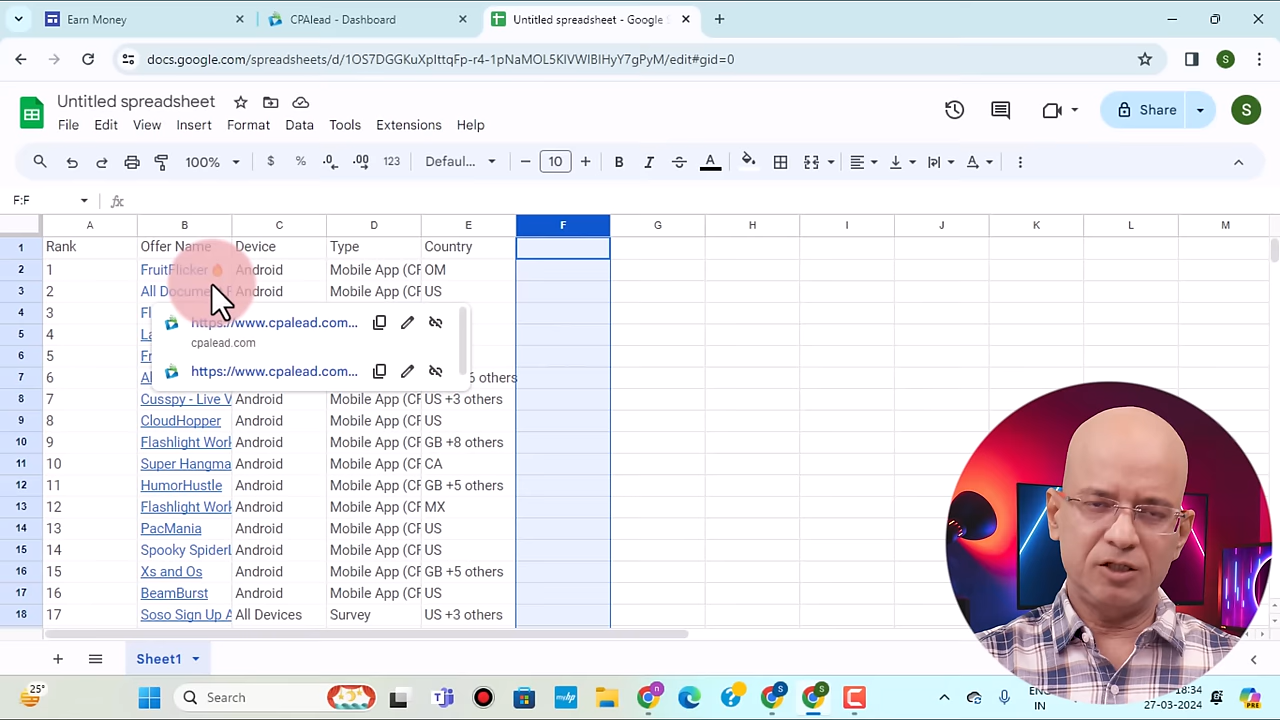 Earn Money
CPAlead - Dashboard
Untitled spreadsheet - Google
docs.google.com/spreadsheets/d/1OS7DGGKuXpIttqFp-r4-1pNaMOL5KIVWIBIHyY7gPyM/edit#gid=0
S
Untitled spreadsheet
File Edit View Insert Format Data Tools Extensions Help
Share
S
100% $ % .0 .00 123 Defaul... 10 B I A
F:F fx
A B C D E F G H I J K L M
1 Rank Offer Name Device Type Country
2 1 FruitFlicker Android Mobile App (CF OM
3 2 All Docume Android Mobile App (CF US
4 3 Fl
https://www.cpalead.com...
5 4 La
cpalead.com
6 5 Fr
https://www.cpalead.com...
7 6 Al 6 others
8 7 Cusspy - Live V Android Mobile App (CF US +3 others
9 8 CloudHopper Android Mobile App (CF US
10 9 Flashlight Worl Android Mobile App (CF GB +8 others
11 10 Super Hangma Android Mobile App (CF CA
12 11 HumorHustle Android Mobile App (CF GB +5 others
13 12 Flashlight Worl Android Mobile App (CF MX
14 13 PacMania Android Mobile App (CF US
15 14 Spooky SpiderL Android Mobile App (CF US
16 15 Xs and Os Android Mobile App (CF GB +5 others
17 16 BeamBurst Android Mobile App (CF US
18 17 Soso Sign Up A All Devices Survey US +3 others
Sheet1
25°
Search
myhp
n
S
S
ENG
IN
18:34
27-03-2024
PRE